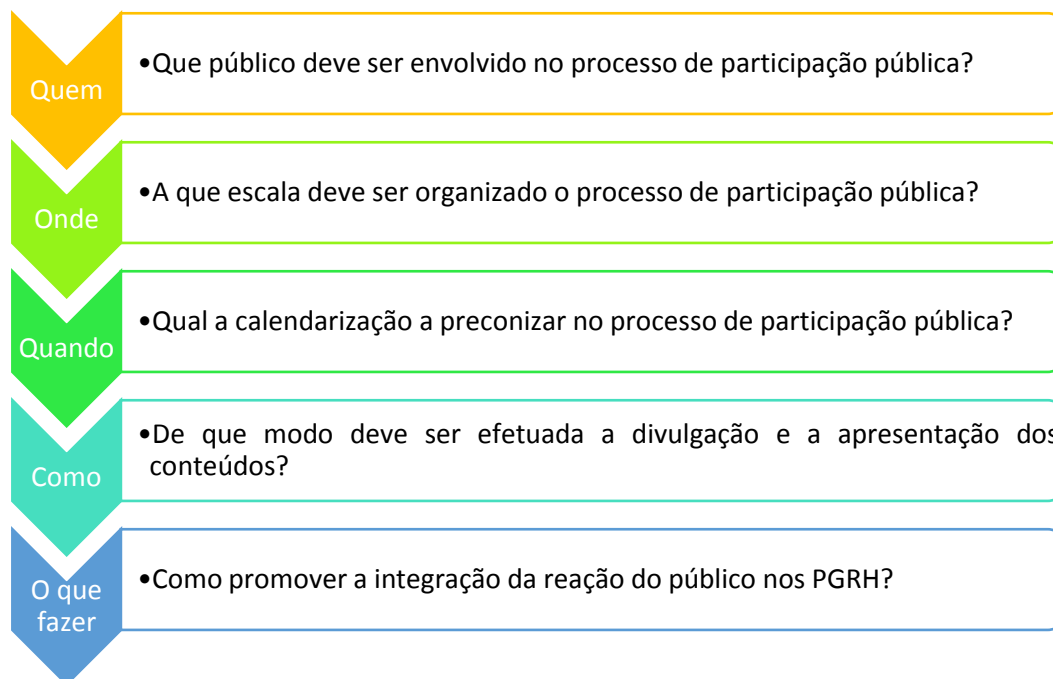 Quem
•Que público deve ser envolvido no processo de participação pública?
Onde
•A que escala deve ser organizado o processo de participação pública?
Quando
•Qual a calendarização a preconizar no processo de participação pública?
Como
•De que modo deve ser efetuada a divulgação e a apresentação dos
conteúdos?
O que
fazer
•Como promover a integração da reação do público nos PGRH?